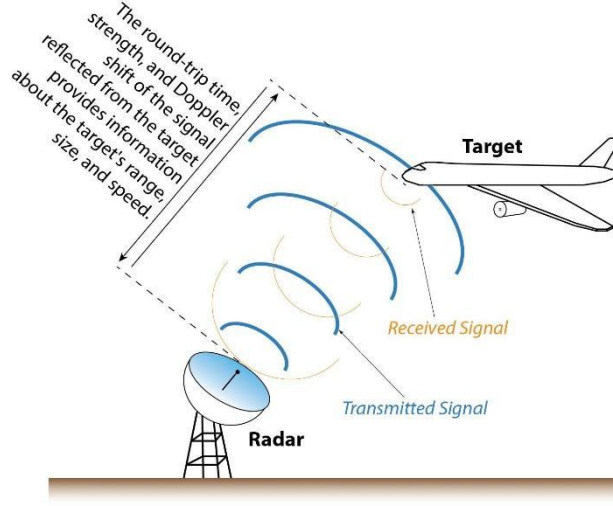 The round-trip time,
strength, and Doppler
shift of the signal
reflected from the target
provides information
about the target's range,
size, and speed.
Target
Received Signal
Transmitted Signal
Radar